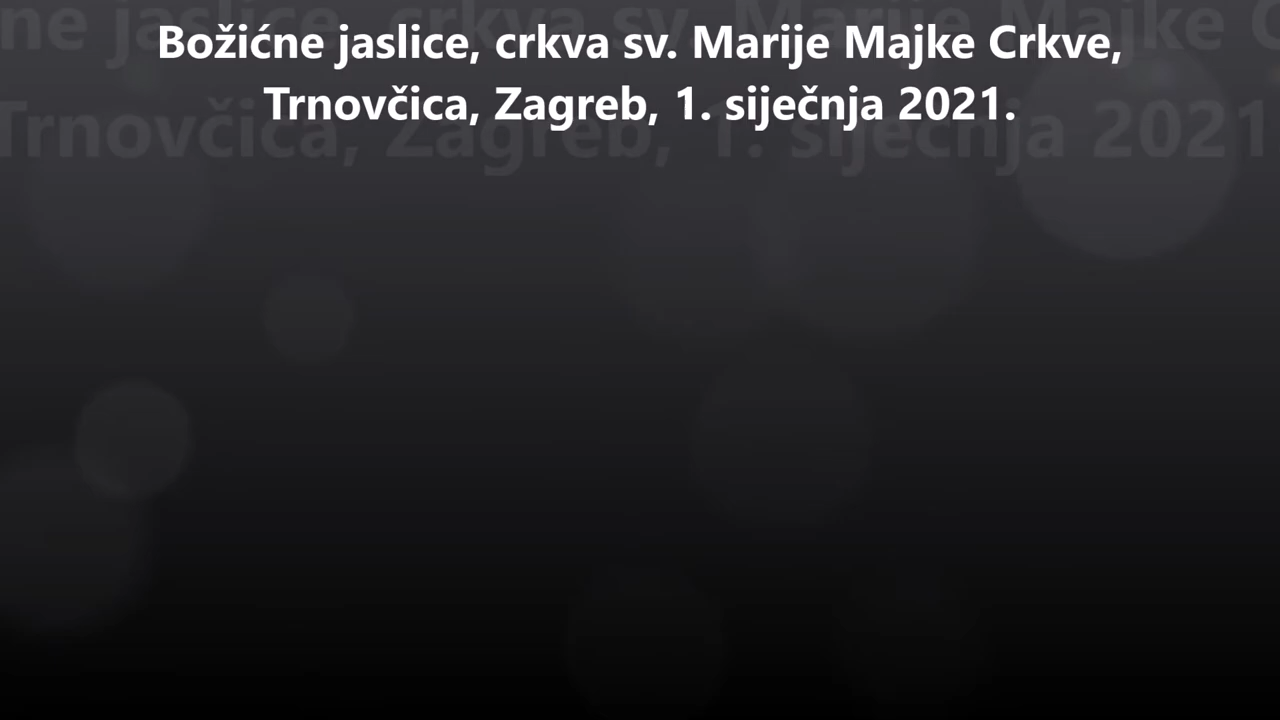 Božićne jaslice, crkva sv. Marije Majke Crkve,
Trnovčica, Zagreb, 1. siječnja 2021.